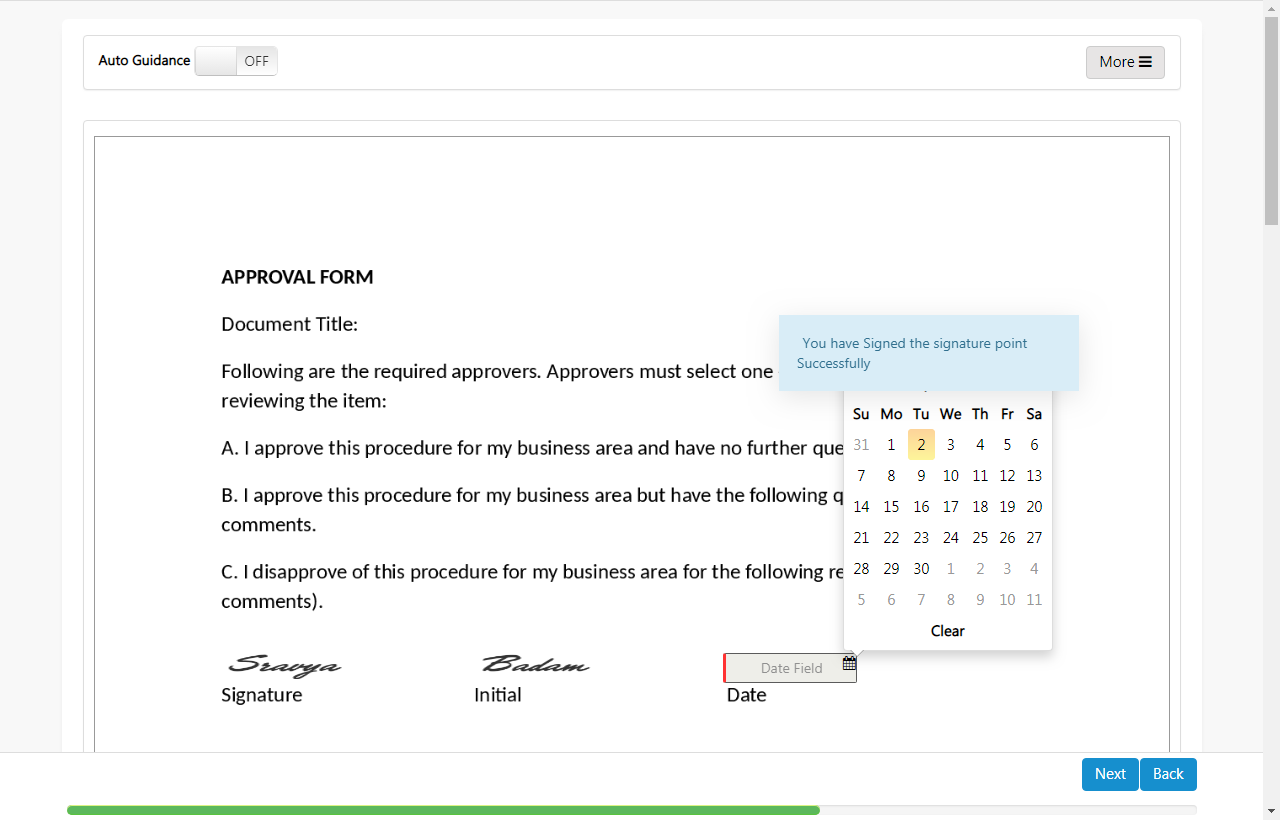 Auto Guidance OFF
More
APPROVAL FORM
Document Title:
Following are the required approvers. Approvers must select one
reviewing the item:
You have Signed the signature point
Successfully
A. I approve this procedure for my business area and have no further que
B. I approve this procedure for my business area but have the following q
comments.
C. I disapprove of this procedure for my business area for the following re
comments).
Su Mo Tu We Th Fr Sa
31 1 2 3 4 5 6
7 8 9 10 11 12 13
14 15 16 17 18 19 20
21 22 23 24 25 26 27
28 29 30 1 2 3 4
5 6 7 8 9 10 11
Clear
Sravya Badam Date Field
Signature Initial Date
Next Back